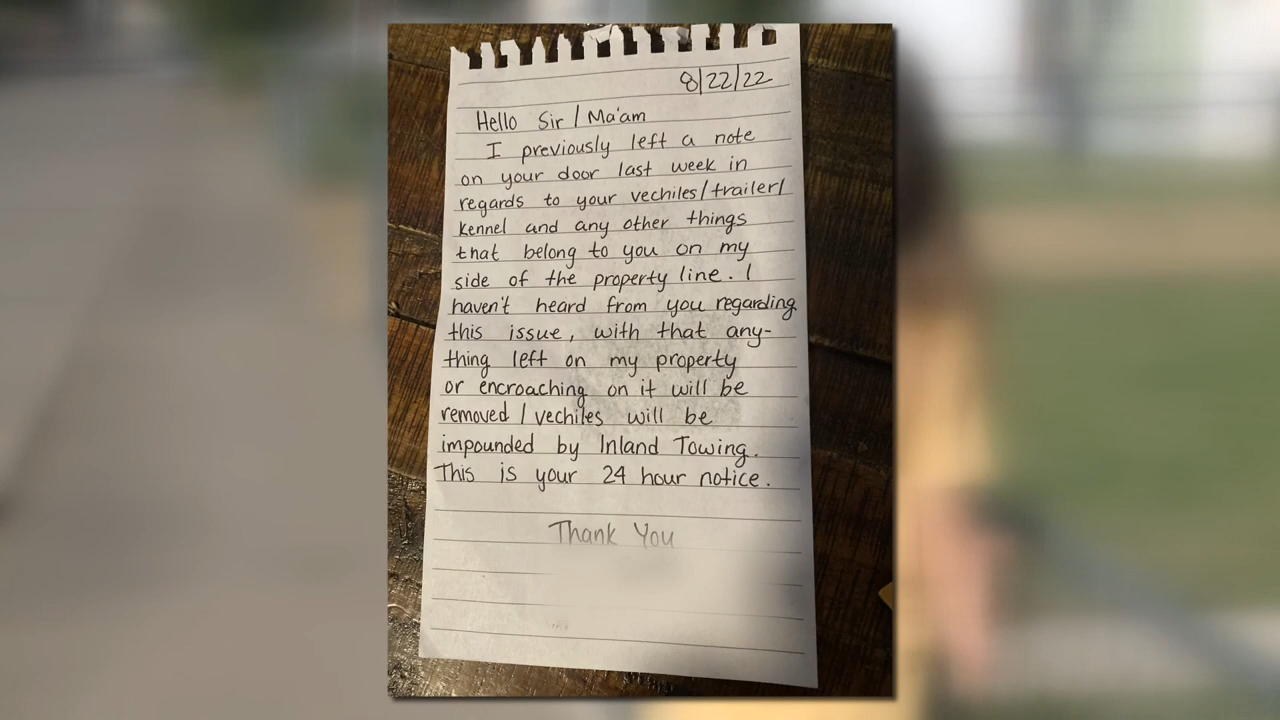 8/22/22
Hello Sir / Ma'am
I previously left a note
on your door last week in
regards to your vechiles/trailer/
kennel and any other things
that belong to you on my
side of the property line. I
haven't heard from you regarding
this issue, with that any-
thing left on my property
or encroaching on it will be
removed / vechiles will be
impounded by Inland Towing.
This is your 24 hour notice.
Thank You